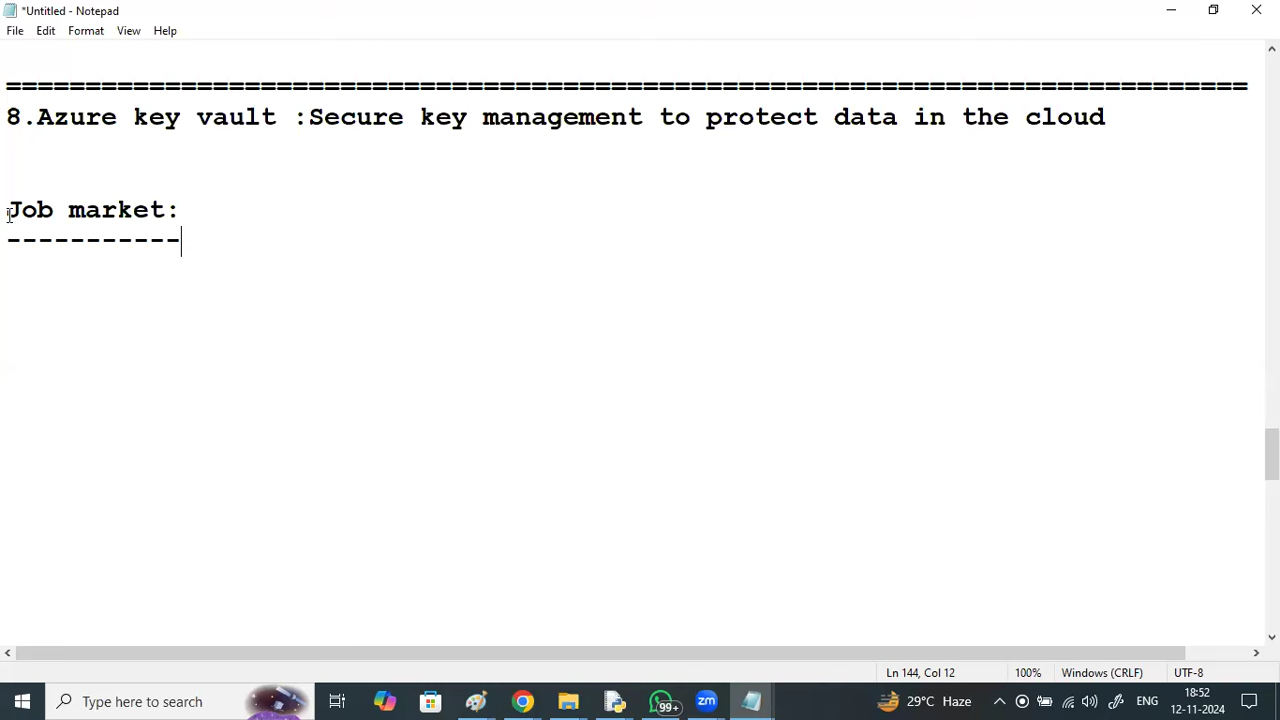 *Untitled - Notepad
File Edit Format View Help
==============================================================================
8.Azure key vault :Secure key management to protect data in the cloud
Job market:
-----------
Ln 144, Col 12 100% Windows (CRLF) UTF-8
Type here to search 99+ zm 29°C Haze ENG 18:52
12-11-2024